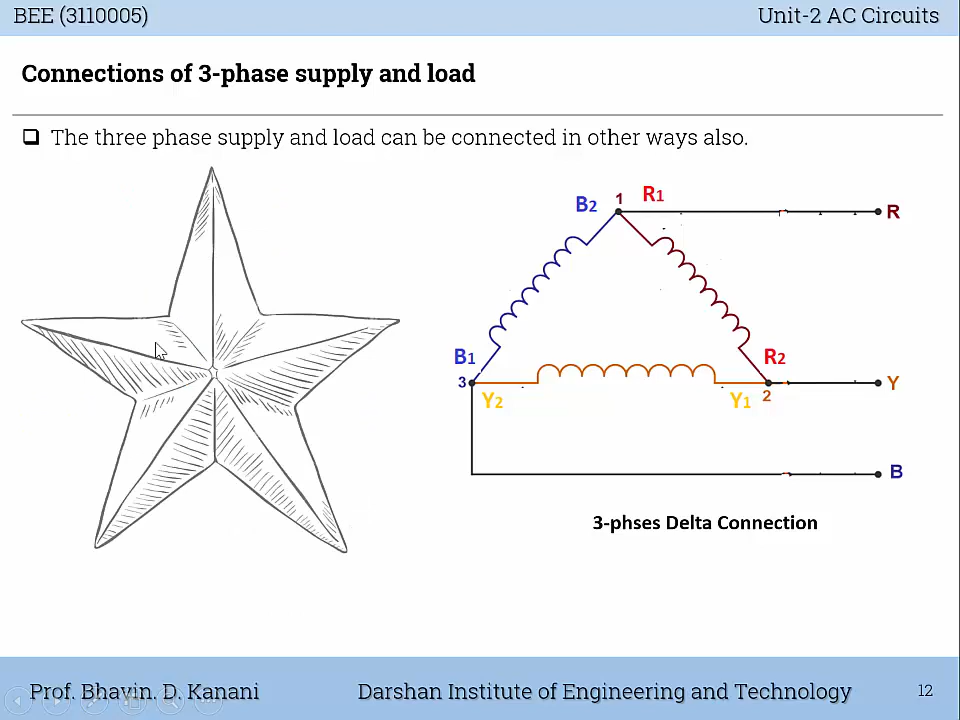 BEE (3110005)
Unit-2 AC Circuits
Connections of 3-phase supply and load
The three phase supply and load can be connected in other ways also.
B2
1
R1
R
B1
3
Y2
R2
Y1
2
Y
B
3-phses Delta Connection
Prof. Bhavin. D. Kanani
Darshan Institute of Engineering and Technology
12